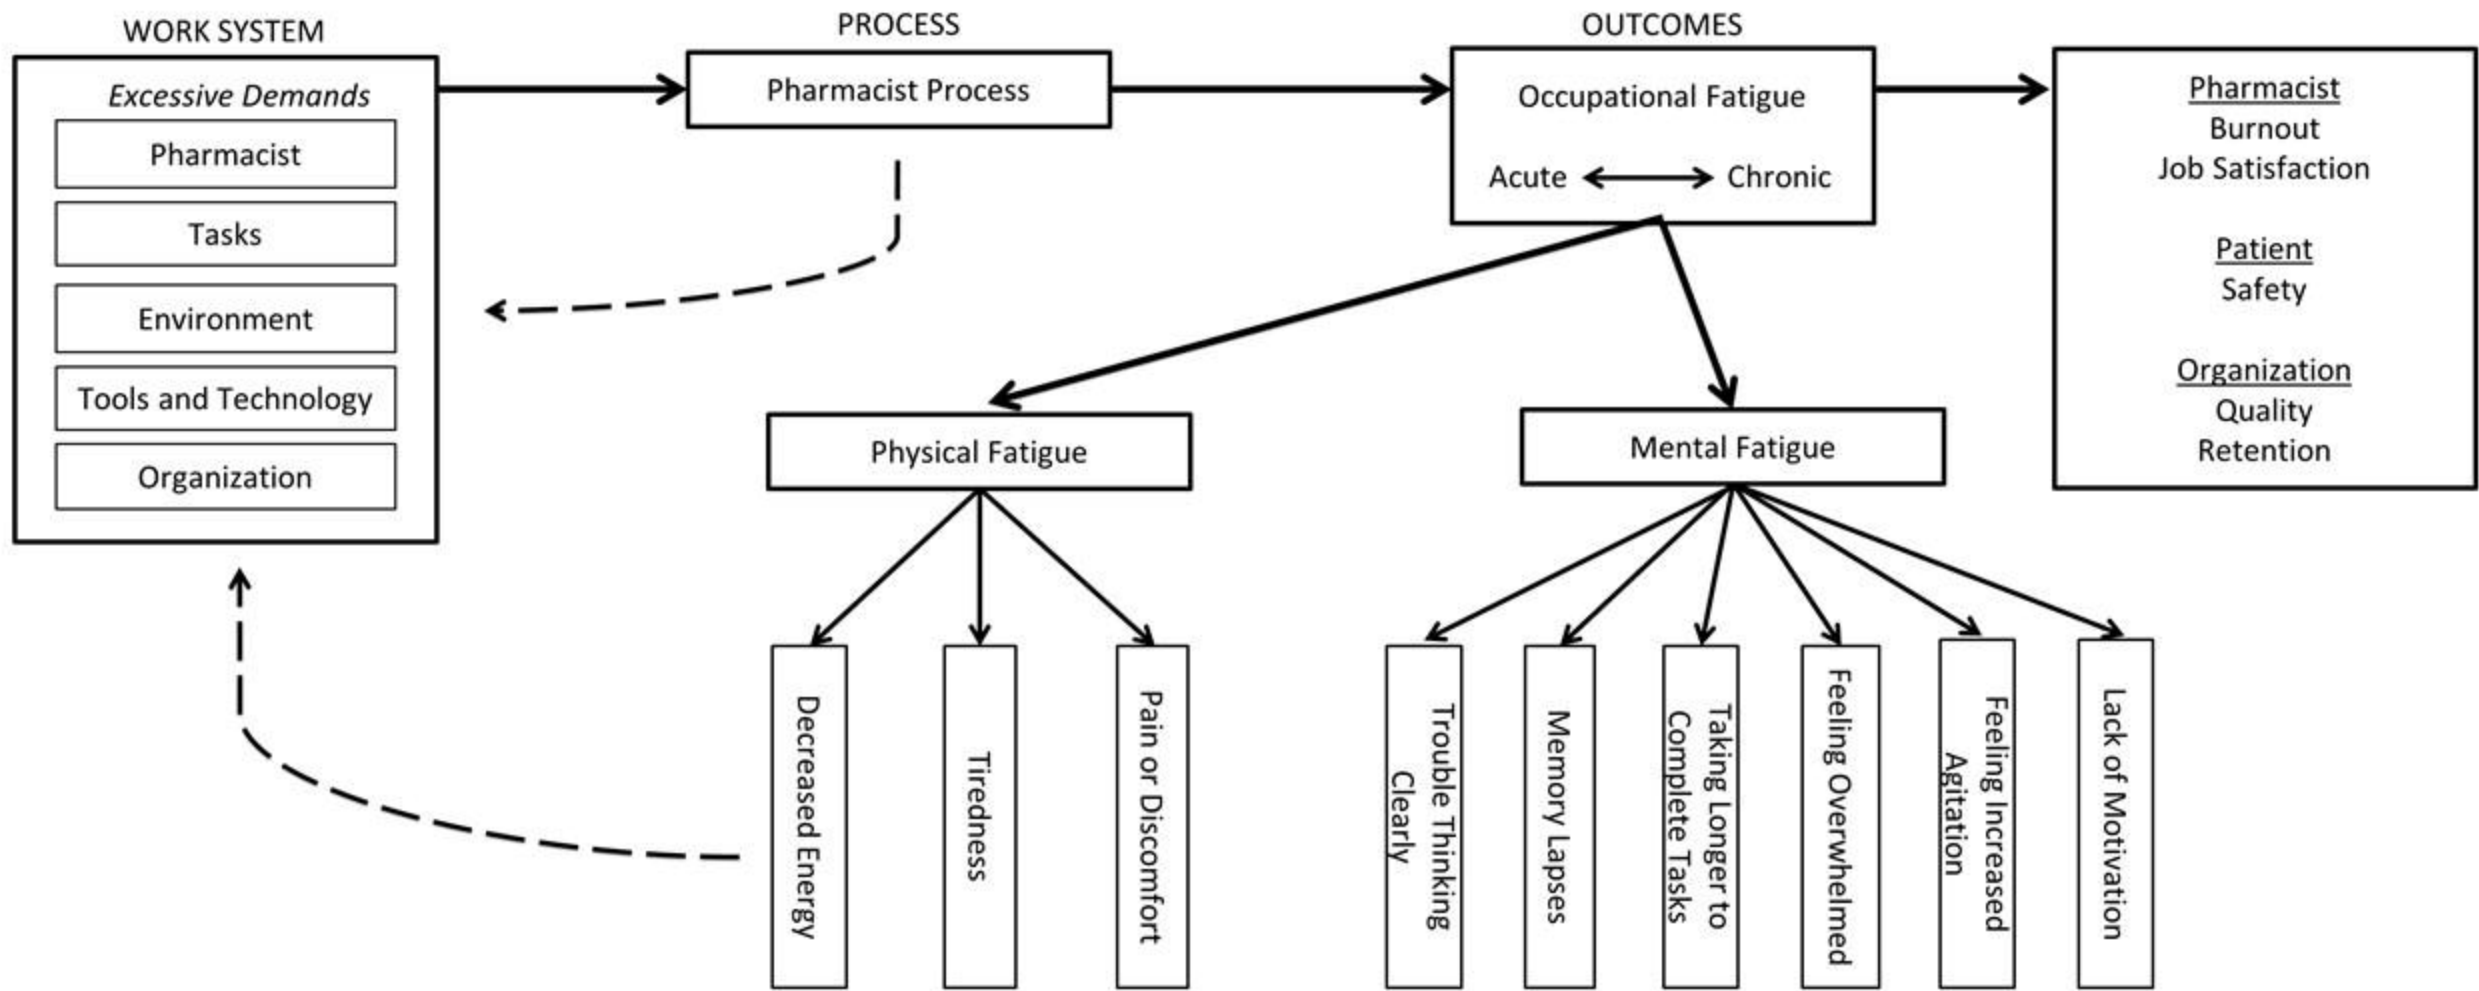 WORK SYSTEM
Excessive Demands
Pharmacist
Tasks
Environment
Tools and Technology
Organization
PROCESS
Pharmacist Process
OUTCOMES
Occupational Fatigue
Acute
Chronic
Pharmacist
Burnout
Job Satisfaction
Patient
Safety
Organization
Quality
Retention
Physical Fatigue
Decreased Energy
Tiredness
Pain or Discomfort
Mental Fatigue
Trouble Thinking
Clearly
Memory Lapses
Taking Longer to
Complete Tasks
Feeling Overwhelmed
Feeling Increased
Agitation
Lack of Motivation